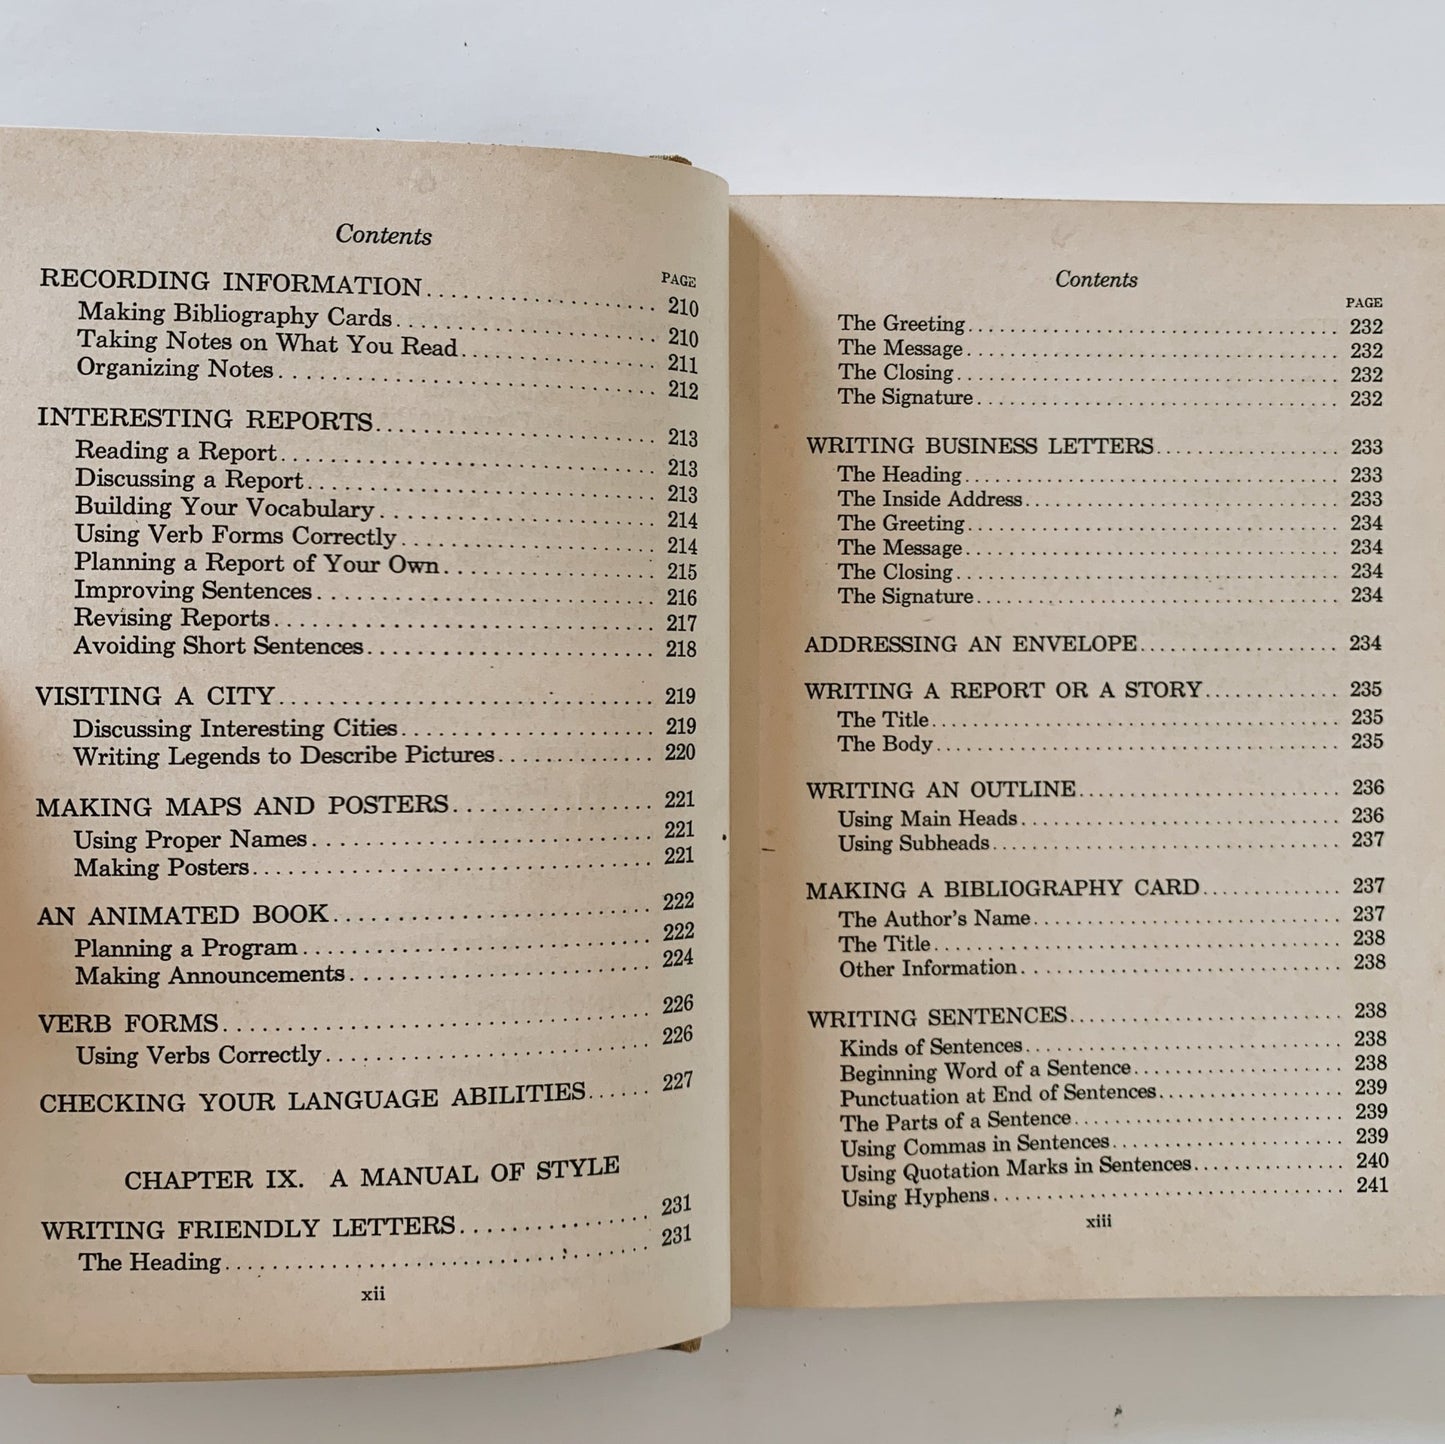 Contents
PAGE
RECORDING INFORMATION 210
Making Bibliography Cards 210
Taking Notes on What You Read 211
Organizing Notes 212
INTERESTING REPORTS 213
Reading a Report 213
Discussing a Report 213
Building Your Vocabulary 214
Using Verb Forms Correctly 214
Planning a Report of Your Own 215
Improving Sentences 216
Revising Reports 217
Avoiding Short Sentences 218
VISITING A CITY 219
Discussing Interesting Cities 219
Writing Legends to Describe Pictures 220
MAKING MAPS AND POSTERS 221
Using Proper Names 221
Making Posters 221
AN ANIMATED BOOK 222
Planning a Program 222
Making Announcements 224
VERB FORMS 226
Using Verbs Correctly 226
CHECKING YOUR LANGUAGE ABILITIES 227
CHAPTER IX. A MANUAL OF STYLE
WRITING FRIENDLY LETTERS 231
The Heading 231
xii
Contents
PAGE
The Greeting 232
The Message 232
The Closing 232
The Signature 232
WRITING BUSINESS LETTERS 233
The Heading 233
The Inside Address 233
The Greeting 234
The Message 234
The Closing 234
The Signature 234
ADDRESSING AN ENVELOPE 234
WRITING A REPORT OR A STORY 235
The Title 235
The Body 235
WRITING AN OUTLINE 236
Using Main Heads 236
Using Subheads 237
MAKING A BIBLIOGRAPHY CARD 237
The Author's Name 237
The Title 238
Other Information 238
WRITING SENTENCES 238
Kinds of Sentences 238
Beginning Word of a Sentence 238
Punctuation at End of Sentences 239
The Parts of a Sentence 239
Using Commas in Sentences 239
Using Quotation Marks in Sentences 240
Using Hyphens 241
xiii